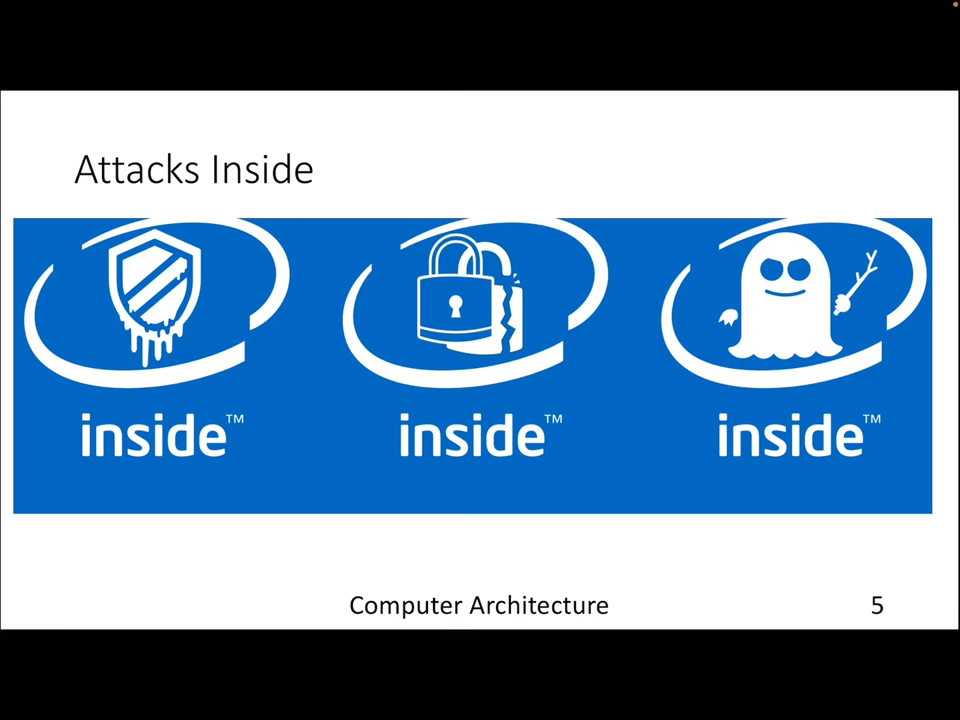 Attacks Inside
inside™
inside™
inside™
Computer Architecture
5